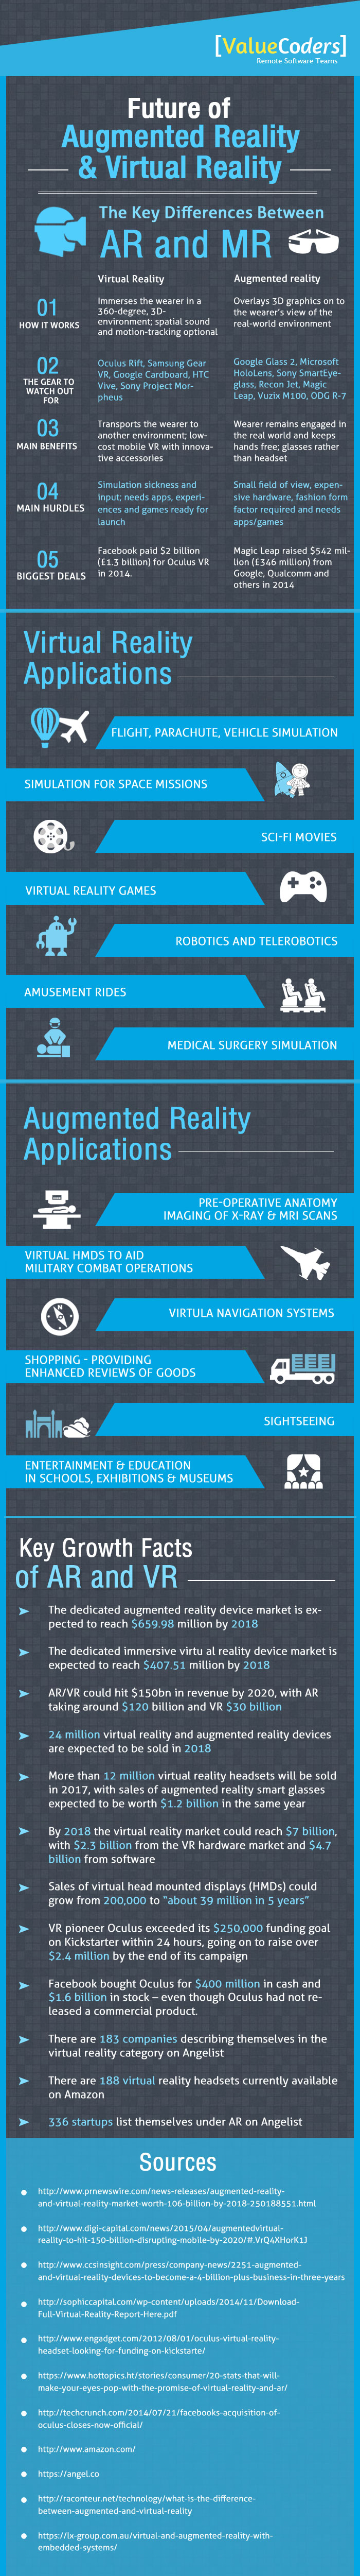 [ValueCoders]
Remote Software Teams
Future of
Augmented Reality
& Virtual Reality
The Key Differences Between
AR and MR
Virtual Reality
Augmented reality
01
HOW IT WORKS
Immerses the wearer in a
360-degree, 3D-
environment; spatial sound
and motion-tracking optional
Overlays 3D graphics on to
the wearer's view of the
real-world environment
02
THE GEAR TO
WATCH OUT
FOR
Oculus Rift, Samsung Gear
VR, Google Cardboard, HTC
Vive, Sony Project Mor-
pheus
Google Glass 2, Microsoft
HoloLens, Sony SmartEye-
glass, Recon Jet, Magic
Leap, Vuzix M100, ODG R-7
03
MAIN BENEFITS
Transports the wearer to
another environment; low-
cost mobile VR with innova-
tive accessories
Wearer remains engaged in
the real world and keeps
hands free; glasses rather
than headset
04
MAIN HURDLES
Simulation sickness and
input; needs apps, experi-
ences and games ready for
launch
Small field of view, expen-
sive hardware, fashion form
factor required and needs
apps/games
05
BIGGEST DEALS
Facebook paid $2 billion
(£1.3 billion) for Oculus VR
in 2014.
Magic Leap raised $542 mil-
lion (£346 million) from
Google, Qualcomm and
others in 2014
Virtual Reality
Applications
FLIGHT, PARACHUTE, VEHICLE SIMULATION
SIMULATION FOR SPACE MISSIONS
SCI-FI MOVIES
VIRTUAL REALITY GAMES
ROBOTICS AND TELEROBOTICS
AMUSEMENT RIDES
MEDICAL SURGERY SIMULATION
Augmented Reality
Applications
PRE-OPERATIVE ANATOMY
IMAGING OF X-RAY & MRI SCANS
VIRTUAL HMDS TO AID
MILITARY COMBAT OPERATIONS
N
VIRTULA NAVIGATION SYSTEMS
SHOPPING - PROVIDING
ENHANCED REVIEWS OF GOODS
SIGHTSEEING
ENTERTAINMENT & EDUCATION
IN SCHOOLS, EXHIBITIONS & MUSEUMS
Key Growth Facts
of AR and VR
The dedicated augmented reality device market is ex-
pected to reach $659.98 million by 2018
The dedicated immersive virtu al reality device market is
expected to reach $407.51 million by 2018
AR/VR could hit $150bn in revenue by 2020, with AR
taking around $120 billion and VR $30 billion
24 million virtual reality and augmented reality devices
are expected to be sold in 2018
More than 12 million virtual reality headsets will be sold
in 2017, with sales of augmented reality smart glasses
expected to be worth $1.2 billion in the same year
By 2018 the virtual reality market could reach $7 billion,
with $2.3 billion from the VR hardware market and $4.7
billion from software
Sales of virtual head mounted displays (HMDs) could
grow from 200,000 to "about 39 million in 5 years"
VR pioneer Oculus exceeded its $250,000 funding goal
on Kickstarter within 24 hours, going on to raise over
$2.4 million by the end of its campaign
Facebook bought Oculus for $400 million in cash and
$1.6 billion in stock – even though Oculus had not re-
leased a commercial product.
There are 183 companies describing themselves in the
virtual reality category on Angelist
There are 188 virtual reality headsets currently available
on Amazon
336 startups list themselves under AR on Angelist
Sources
http://www.prnewswire.com/news-releases/augmented-reality-
and-virtual-reality-market-worth-106-billion-by-2018-250188551.html
http://www.digi-capital.com/news/2015/04/augmentedvirtual-
reality-to-hit-150-billion-disrupting-mobile-by-2020/#.VrQ4XHorK1J
http://www.ccsinsight.com/press/company-news/2251-augmented-
and-virtual-reality-devices-to-become-a-4-billion-plus-business-in-three-years
http://sophiccapital.com/wp-content/uploads/2014/11/Download-
Full-Virtual-Reality-Report-Here.pdf
http://www.engadget.com/2012/08/01/oculus-virtual-reality-
headset-looking-for-funding-on-kickstarte/
https://www.hottopics.ht/stories/consumer/20-stats-that-will-
make-your-eyes-pop-with-the-promise-of-virtual-reality-and-ar/
http://techcrunch.com/2014/07/21/facebooks-acquisition-of-
oculus-closes-now-official/
http://www.amazon.com/
https://angel.co
http://raconteur.net/technology/what-is-the-difference-
between-augmented-and-virtual-reality
https://lx-group.com.au/virtual-and-augmented-reality-with-
embedded-systems/